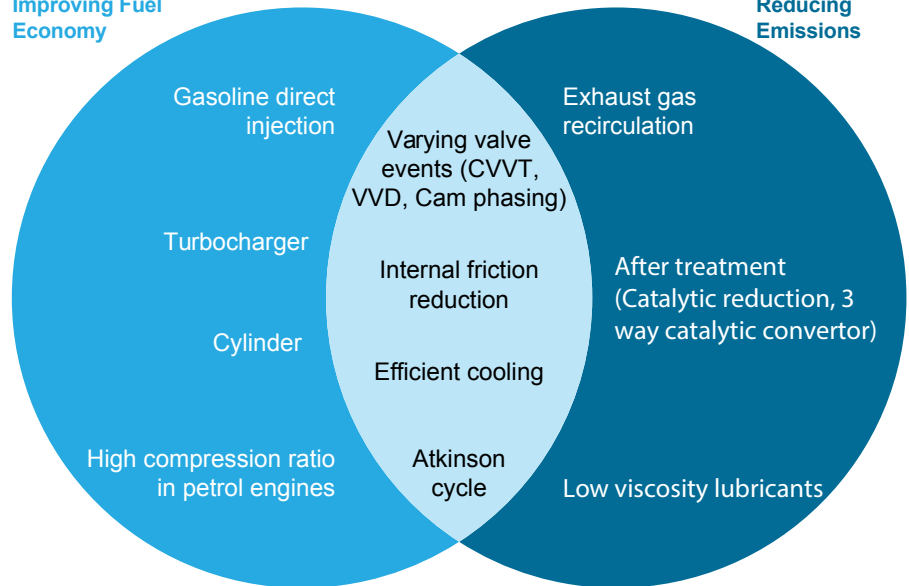 Improving Fuel
Economy
Reducing
Emissions
Gasoline direct
injection
Turbocharger
Cylinder
High compression ratio
in petrol engines
Varying valve
events (CVVT,
VVD, Cam phasing)
Internal friction
reduction
Efficient cooling
Atkinson
cycle
Exhaust gas
recirculation
After treatment
(Catalytic reduction, 3
way catalytic convertor)
Low viscosity lubricants